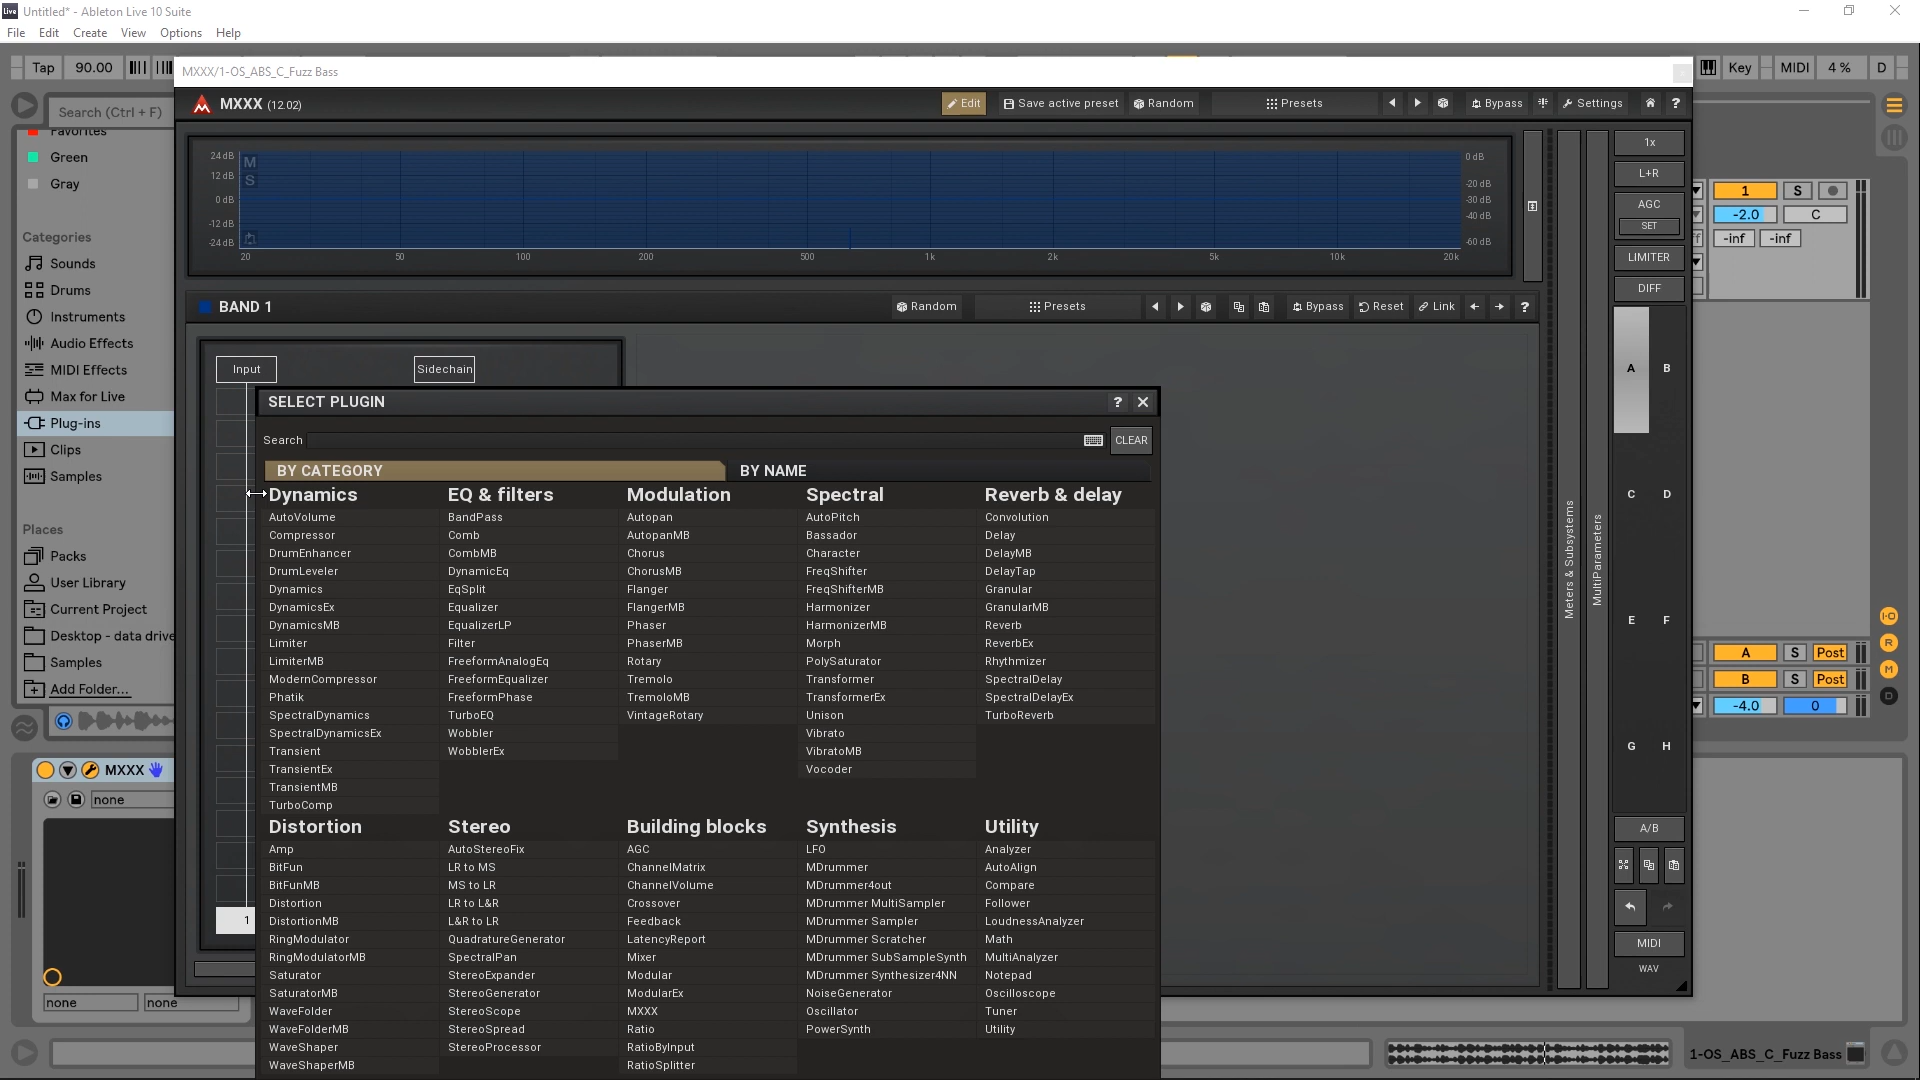 Live Untitled* - Ableton Live 10 Suite
File Edit Create View Options Help
Tap 90.00
MXXX/1-OS_ABS_C_Fuzz Bass
Key MIDI 4 % D
MXXX (12.02) Edit Save active preset Random Presets Bypass Settings ?
Search (Ctrl + F)
Favorites
Green
Gray
Categories
Sounds
Drums
Instruments
Audio Effects
MIDI Effects
Max for Live
Plug-ins
Clips
Samples
Places
Packs
User Library
Current Project
Desktop - data drive
Samples
Add Folder...
MXXX
none
none none
24 dB M 0 dB
12 dB S -20 dB
0 dB -30 dB
-12 dB -40 dB
-24 dB -60 dB
20 50 100 200 500 1k 2k 5k 10k 20k
BAND 1 Random Presets Bypass Reset Link ?
Input Sidechain
1
SELECT PLUGIN ?
Search CLEAR
BY CATEGORY BY NAME
Dynamics
AutoVolume
Compressor
DrumEnhancer
DrumLeveler
Dynamics
DynamicsEx
DynamicsMB
Limiter
LimiterMB
ModernCompressor
Phatik
SpectralDynamics
SpectralDynamicsEx
Transient
TransientEx
TransientMB
TurboComp
EQ & filters
BandPass
Comb
CombMB
DynamicEq
EqSplit
Equalizer
EqualizerLP
Filter
FreeformAnalogEq
FreeformEqualizer
FreeformPhase
TurboEQ
Wobbler
WobblerEx
Modulation
Autopan
AutopanMB
Chorus
ChorusMB
Flanger
FlangerMB
Phaser
PhaserMB
Rotary
Tremolo
TremoloMB
VintageRotary
Spectral
AutoPitch
Bassador
Character
FreqShifter
FreqShifterMB
Harmonizer
HarmonizerMB
Morph
PolySaturator
Transformer
TransformerEx
Unison
Vibrato
VibratoMB
Vocoder
Reverb & delay
Convolution
Delay
DelayMB
DelayTap
Granular
GranularMB
Reverb
ReverbEx
Rhythmizer
SpectralDelay
SpectralDelayEx
TurboReverb
Distortion
Amp
BitFun
BitFunMB
Distortion
DistortionMB
RingModulator
RingModulatorMB
Saturator
SaturatorMB
WaveFolder
WaveFolderMB
WaveShaper
WaveShaperMB
Stereo
AutoStereoFix
LR to MS
MS to LR
LR to L&R
L&R to LR
QuadratureGenerator
SpectralPan
StereoExpander
StereoGenerator
StereoScope
StereoSpread
StereoProcessor
Building blocks
AGC
ChannelMatrix
ChannelVolume
Crossover
Feedback
LatencyReport
Mixer
Modular
ModularEx
MXXX
Ratio
RatioByInput
RatioSplitter
Synthesis
LFO
MDrummer
MDrummer4out
MDrummer MultiSampler
MDrummer Sampler
MDrummer Scratcher
MDrummer SubSampleSynth
MDrummer Synthesizer4NN
NoiseGenerator
Oscillator
PowerSynth
Utility
Analyzer
AutoAlign
Compare
Follower
LoudnessAnalyzer
Math
MultiAnalyzer
Notepad
Oscilloscope
Tuner
Utility
Meters & Subsystems
MultiParameters
1x
L+R
AGC
SET
LIMITER
DIFF
A B
C D
E F
G H
A/B
MIDI
WAV
1 S
-2.0 C
-inf -inf
A S Post
B S Post
-4.0 0
I-O
R
M
D
1-OS_ABS_C_Fuzz Bass